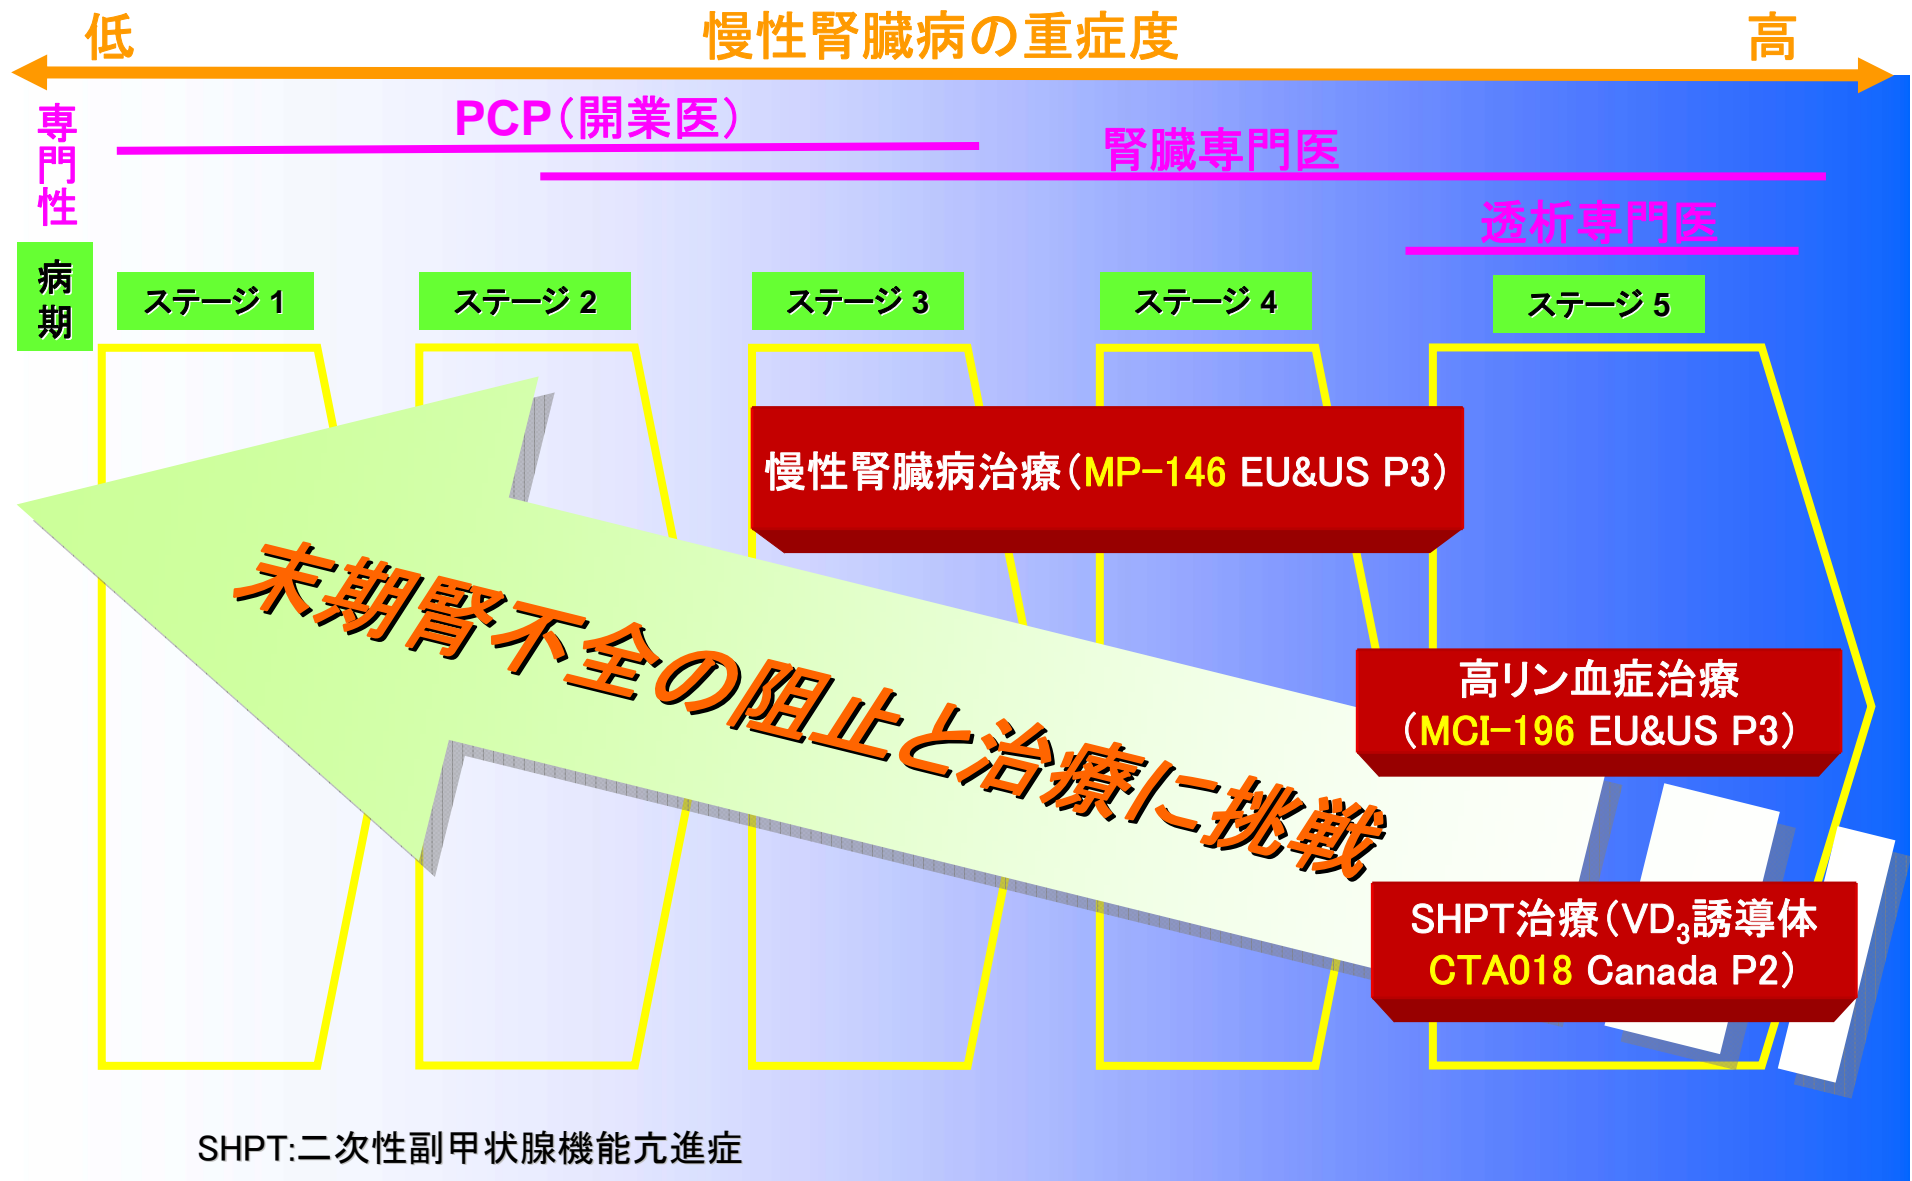 低 慢性腎臓病の重症度 高
専門性
PCP（開業医）
腎臓専門医
透析専門医
病期
ステージ 1 ステージ 2 ステージ 3 ステージ 4 ステージ 5
慢性腎臓病治療（MP-146 EU&US P3）
末期腎不全の阻止と治療に挑戦
高リン血症治療
（MCI-196 EU&US P3）
SHPT治療（VD₃誘導体
CTA018 Canada P2）
SHPT:二次性副甲状腺機能亢進症